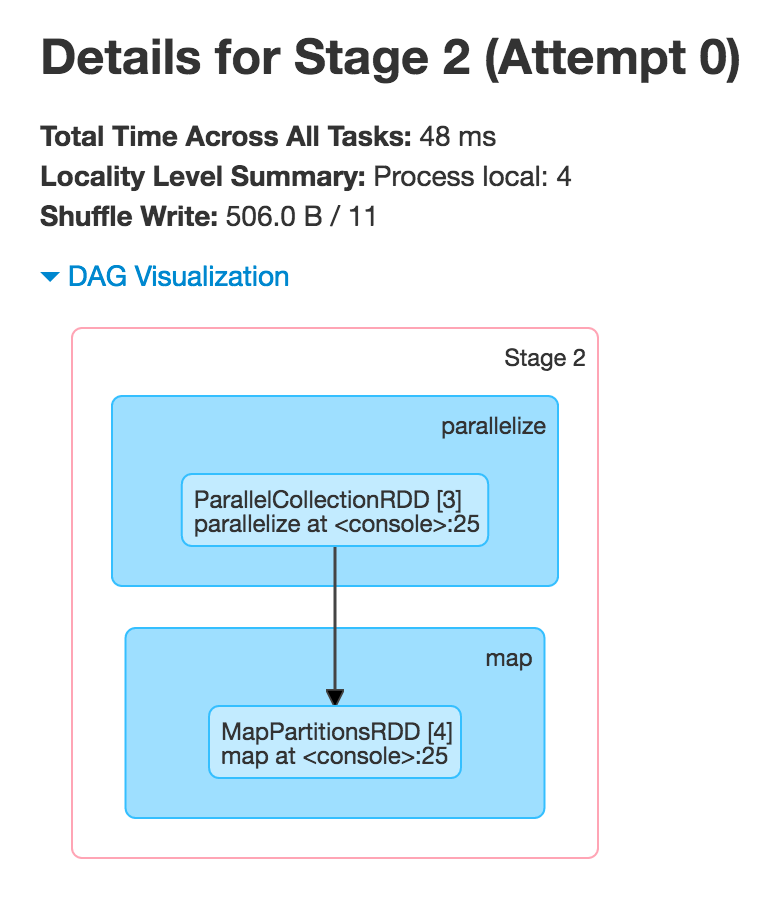 Details for Stage 2 (Attempt 0)
Total Time Across All Tasks: 48 ms
Locality Level Summary: Process local: 4
Shuffle Write: 506.0 B / 11
DAG Visualization
Stage 2
parallelize
ParallelCollectionRDD [3]
parallelize at <console>:25
map
MapPartitionsRDD [4]
map at <console>:25